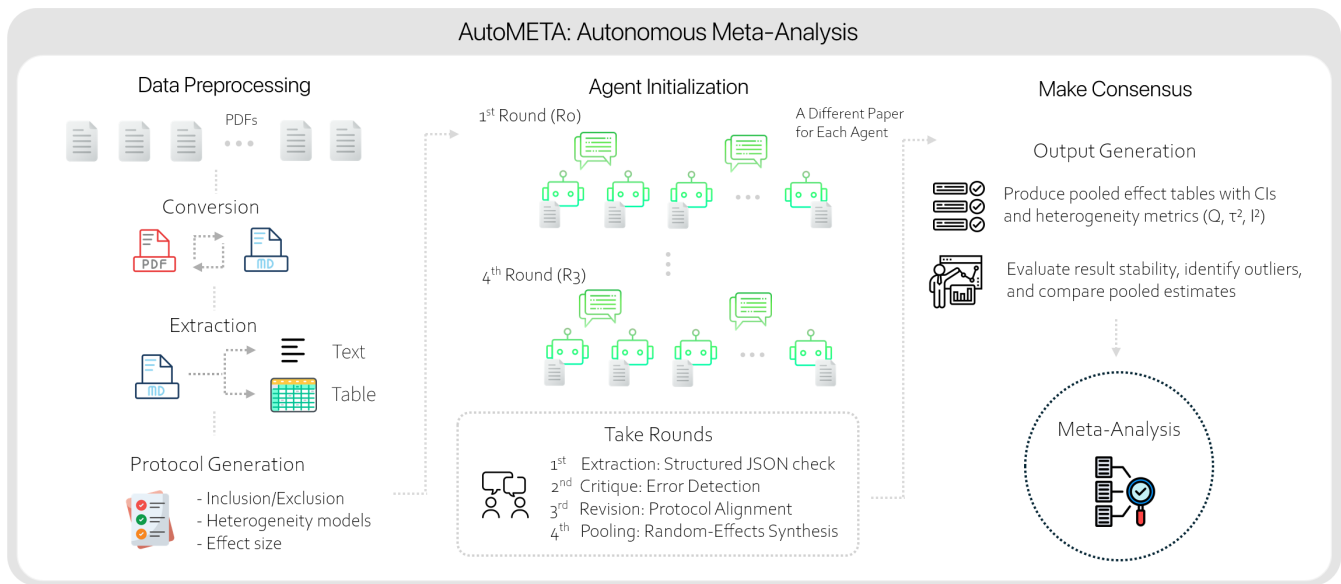 AutoMETA: Autonomous Meta-Analysis
Data Preprocessing
PDFs
Conversion
PDF
MD
Extraction
MD
Text
Table
Protocol Generation
- Inclusion/Exclusion
- Heterogeneity models
- Effect size
Agent Initialization
1st Round (R0)
A Different Paper
for Each Agent
4th Round (R3)
Take Rounds
1st Extraction: Structured JSON check
2nd Critique: Error Detection
3rd Revision: Protocol Alignment
4th Pooling: Random-Effects Synthesis
Make Consensus
Output Generation
Produce pooled effect tables with CIs
and heterogeneity metrics (Q, τ², I²)
Evaluate result stability, identify outliers,
and compare pooled estimates
Meta-Analysis